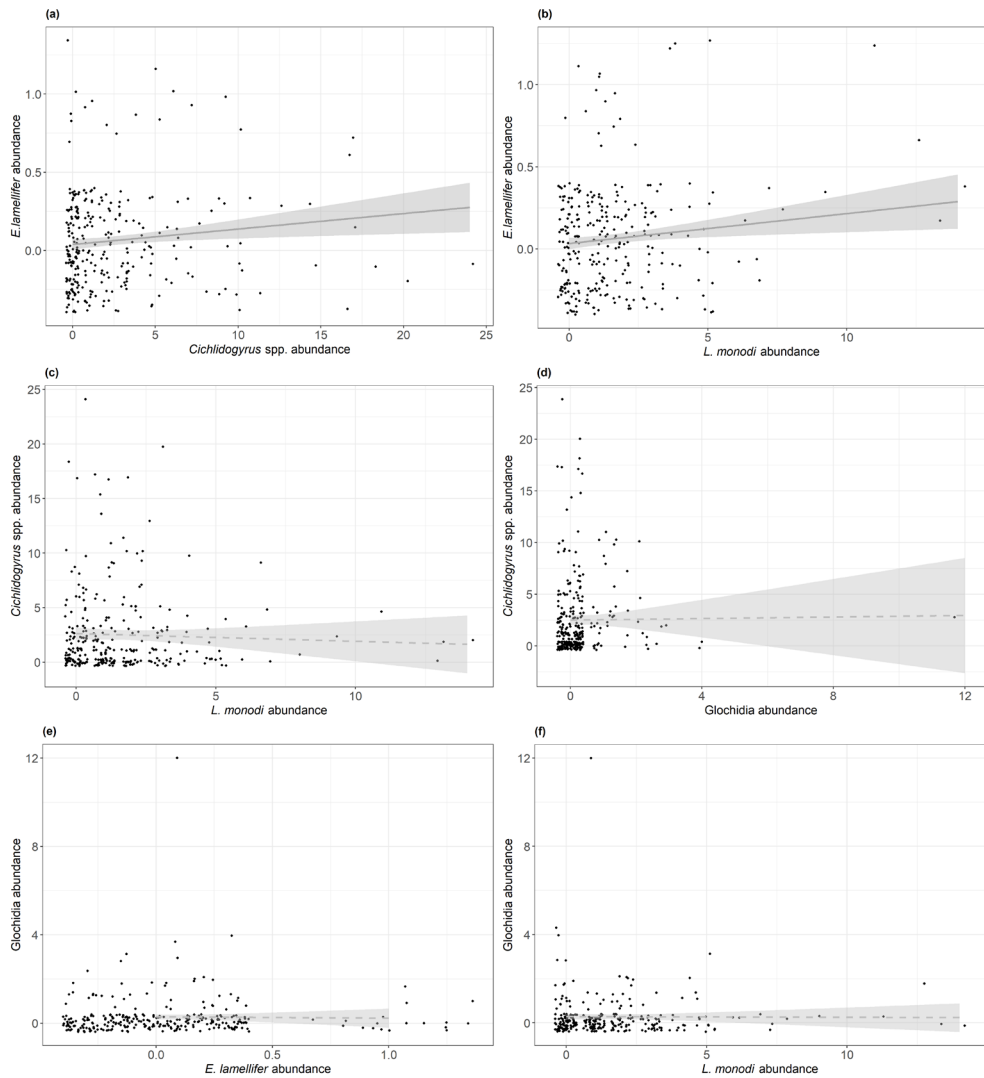 (a)
1.0
0.5
0.0
E.lamellifer abundance
0 5 10 15 20 25
Cichlidogyrus spp. abundance
(b)
1.0
0.5
0.0
E.lamellifer abundance
0 5 10
L. monodi abundance
(c)
25
20
15
10
5
0
Cichlidogyrus spp. abundance
0 5 10
L. monodi abundance
(d)
25
20
15
10
5
0
Cichlidogyrus spp. abundance
0 4 8 12
Glochidia abundance
(e)
12
8
4
0
Glochidia abundance
0.0 0.5 1.0
E. lamellifer abundance
(f)
12
8
4
0
Glochidia abundance
0 5 10
L. monodi abundance